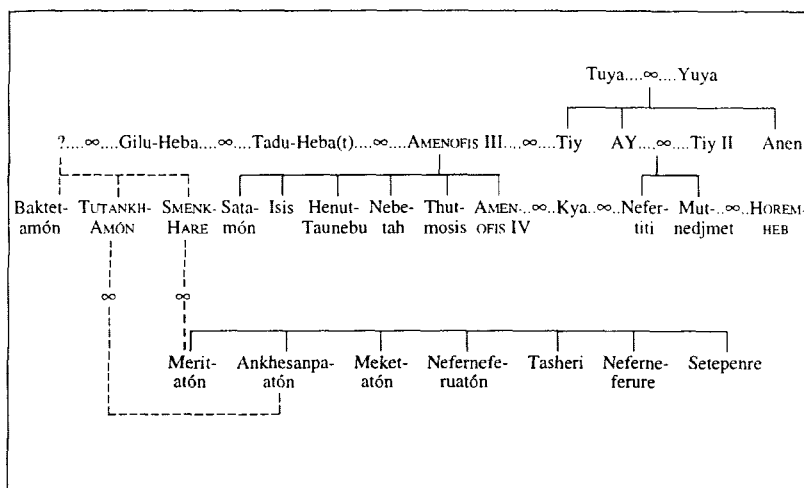 Tuya....∞....Yuya
?....∞....Gilu-Heba....∞....Tadu-Heba(t)....∞....AMENOFIS III....∞....Tiy AY....∞....Tiy II Anen
Baktet- TUTANKH- SMENK- Sata- Isis Henut- Nebe- Thut- AMEN- ..∞...Kya..∞..Nefer- Mut- ..∞..HOREM-
amón AMÓN HARE món Taunebu tah mosis OFIS IV titi nedjmet HEB
∞ ∞
Merit- Ankhesanpa- Meket- Nefernefe- Tasheri Neferne- Setepenre
atón atón atón ruatón ferure